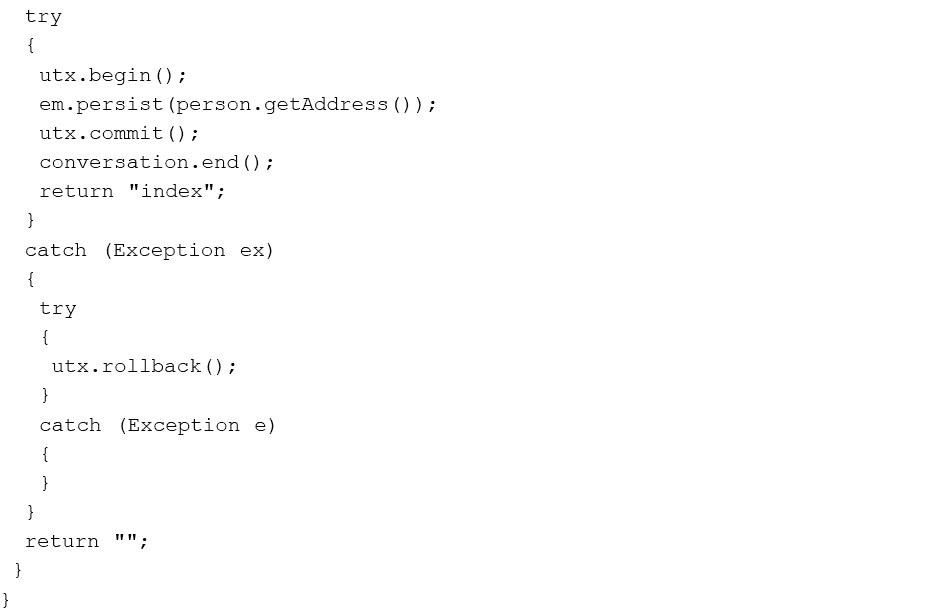 try
{
utx.begin();
em.persist(person.getAddress());
utx.commit();
conversation.end();
return "index";
}
catch (Exception ex)
{
try
{
utx.rollback();
}
catch (Exception e)
{
}
}
return "";
}
}